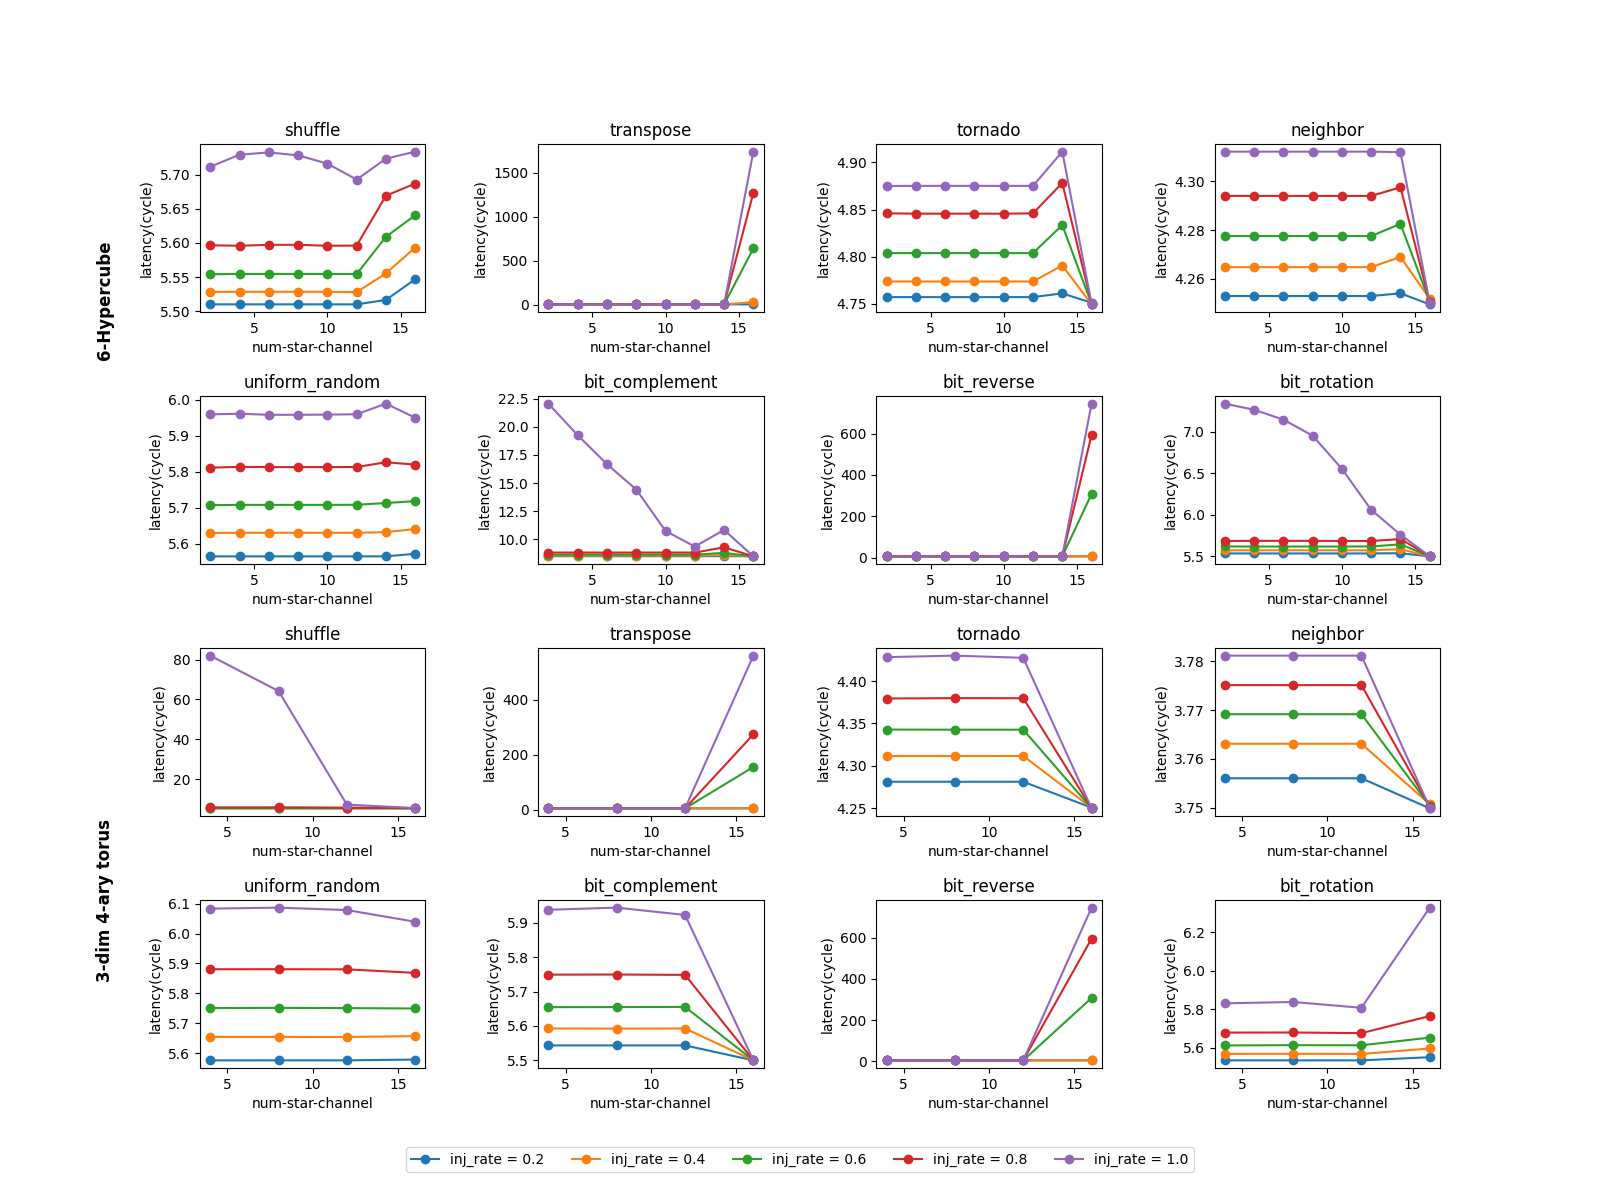 6-Hypercube
shuffle
latency(cycle)
5.70
5.65
5.60
5.55
5.50
5 10 15
num-star-channel
transpose
latency(cycle)
1500
1000
500
0
5 10 15
num-star-channel
tornado
latency(cycle)
4.90
4.85
4.80
4.75
5 10 15
num-star-channel
neighbor
latency(cycle)
4.30
4.28
4.26
5 10 15
num-star-channel
uniform_random
latency(cycle)
6.0
5.9
5.8
5.7
5.6
5 10 15
num-star-channel
bit_complement
latency(cycle)
22.5
20.0
17.5
15.0
12.5
10.0
5 10 15
num-star-channel
bit_reverse
latency(cycle)
600
400
200
0
5 10 15
num-star-channel
bit_rotation
latency(cycle)
7.0
6.5
6.0
5.5
5 10 15
num-star-channel
3-dim 4-ary torus
shuffle
latency(cycle)
80
60
40
20
5 10 15
num-star-channel
transpose
latency(cycle)
400
200
0
5 10 15
num-star-channel
tornado
latency(cycle)
4.40
4.35
4.30
4.25
5 10 15
num-star-channel
neighbor
latency(cycle)
3.78
3.77
3.76
3.75
5 10 15
num-star-channel
uniform_random
latency(cycle)
6.1
6.0
5.9
5.8
5.7
5.6
5 10 15
num-star-channel
bit_complement
latency(cycle)
5.9
5.8
5.7
5.6
5.5
5 10 15
num-star-channel
bit_reverse
latency(cycle)
600
400
200
0
5 10 15
num-star-channel
bit_rotation
latency(cycle)
6.2
6.0
5.8
5.6
5 10 15
num-star-channel
inj_rate = 0.2 inj_rate = 0.4 inj_rate = 0.6 inj_rate = 0.8 inj_rate = 1.0